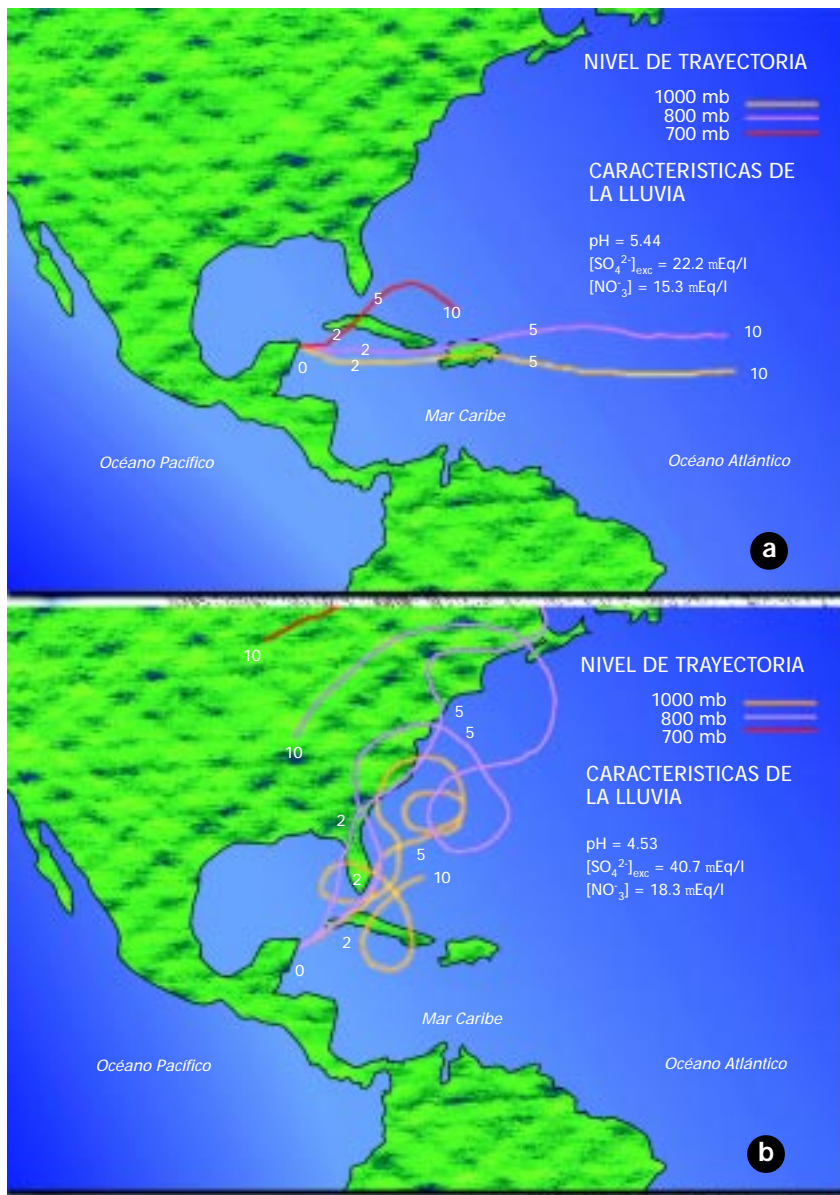 NIVEL DE TRAYECTORIA
1000 mb
800 mb
700 mb
CARACTERISTICAS DE
LA LLUVIA
pH = 5.44
[SO₄²⁻]exc = 22.2 mEq/l
[NO⁻₃] = 15.3 mEq/l
5
10
2
5
10
2
0
2
5
10
Mar Caribe
Océano Pacífico
Océano Atlántico
a
10
NIVEL DE TRAYECTORIA
1000 mb
800 mb
700 mb
5
5
10
CARACTERISTICAS DE
LA LLUVIA
2
pH = 4.53
5
[SO₄²⁻]exc = 40.7 mEq/l
2
10
[NO⁻₃] = 18.3 mEq/l
2
0
Mar Caribe
Océano Pacífico
Océano Atlántico
b